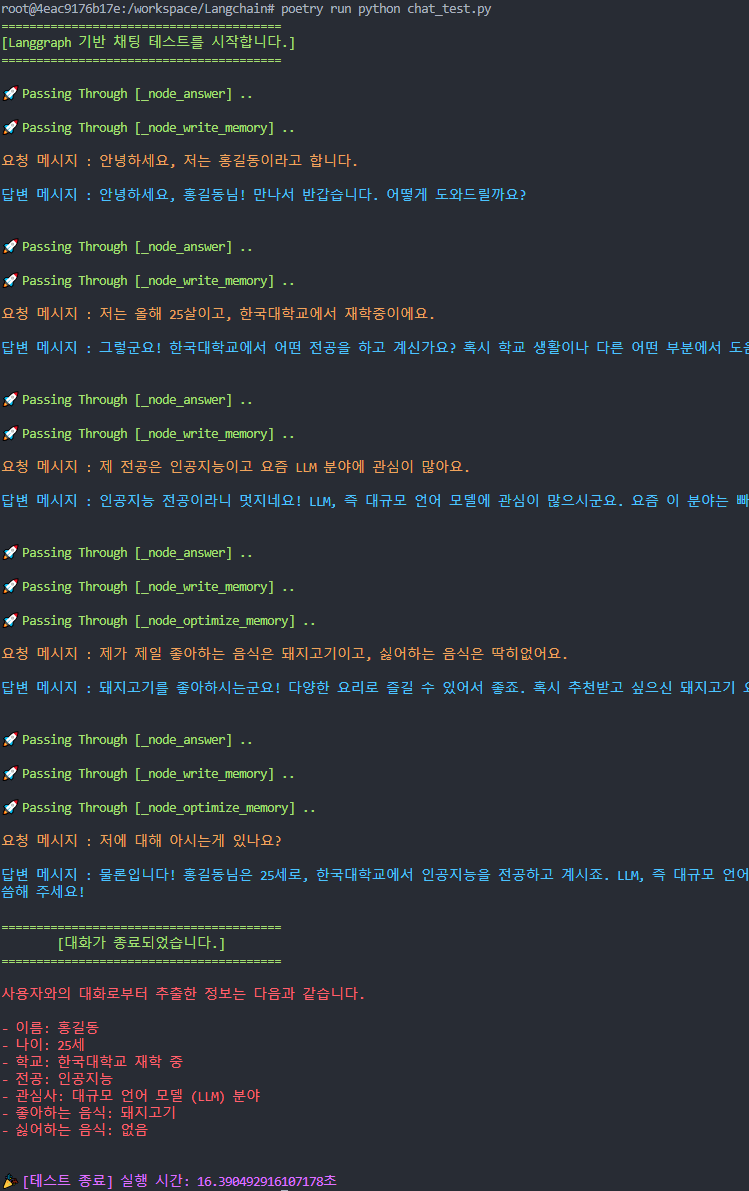 root@4eac9176b17e:/workspace/Langchain# poetry run python chat_test.py
========================================
[Langgraph 기반 채팅 테스트를 시작합니다.]
========================================
🚀 Passing Through [_node_answer] ..
🚀 Passing Through [_node_write_memory] ..
요청 메시지 : 안녕하세요, 저는 홍길동이라고 합니다.
답변 메시지 : 안녕하세요, 홍길동님! 만나서 반갑습니다. 어떻게 도와드릴까요?
🚀 Passing Through [_node_answer] ..
🚀 Passing Through [_node_write_memory] ..
요청 메시지 : 저는 올해 25살이고, 한국대학교에서 재학중이에요.
답변 메시지 : 그렇군요! 한국대학교에서 어떤 전공을 하고 계신가요? 혹시 학교 생활이나 다른 어떤 부분에서
🚀 Passing Through [_node_answer] ..
🚀 Passing Through [_node_write_memory] ..
요청 메시지 : 제 전공은 인공지능이고 요즘 LLM 분야에 관심이 많아요.
답변 메시지 : 인공지능 전공이라니 멋지네요! LLM, 즉 대규모 언어 모델에 관심이 많으시군요. 요즘 이 분야는
🚀 Passing Through [_node_answer] ..
🚀 Passing Through [_node_write_memory] ..
🚀 Passing Through [_node_optimize_memory] ..
요청 메시지 : 제가 제일 좋아하는 음식은 돼지고기이고, 싫어하는 음식은 딱히없어요.
답변 메시지 : 돼지고기를 좋아하시는군요! 다양한 요리로 즐길 수 있어서 좋죠. 혹시 추천받고 싶으신 돼지고기
🚀 Passing Through [_node_answer] ..
🚀 Passing Through [_node_write_memory] ..
🚀 Passing Through [_node_optimize_memory] ..
요청 메시지 : 저에 대해 아시는게 있나요?
답변 메시지 : 물론입니다! 홍길동님은 25세로, 한국대학교에서 인공지능을 전공하고 계시죠. LLM, 즉 대규모 언어
씀해 주세요!
========================================
[대화가 종료되었습니다.]
========================================
사용자와의 대화로부터 추출한 정보는 다음과 같습니다.
- 이름: 홍길동
- 나이: 25세
- 학교: 한국대학교 재학 중
- 전공: 인공지능
- 관심사: 대규모 언어 모델 (LLM) 분야
- 좋아하는 음식: 돼지고기
- 싫어하는 음식: 없음
🎉 [테스트 종료] 실행 시간: 16.390492916107178초